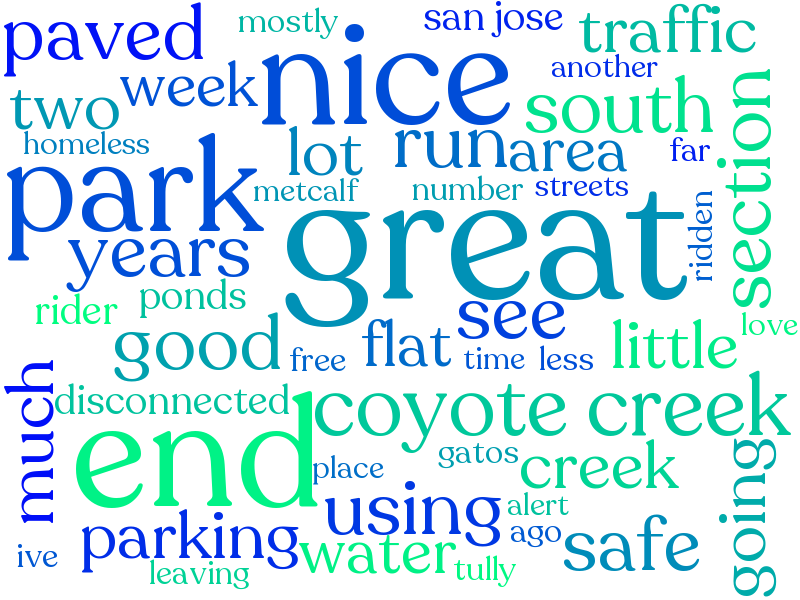 paved
mostly
san jose
traffic
nice
another
two
week
south
homeless
lot
run
area
far
section
park
metcalf
number
streets
ridden
great
years
rider
ponds
see
love
good
free
flat
time
less
little
much
disconnected
coyote creek
end
place
gatos
creek
going
using
alert
parking
water
ago
safe
ive
leaving
tully